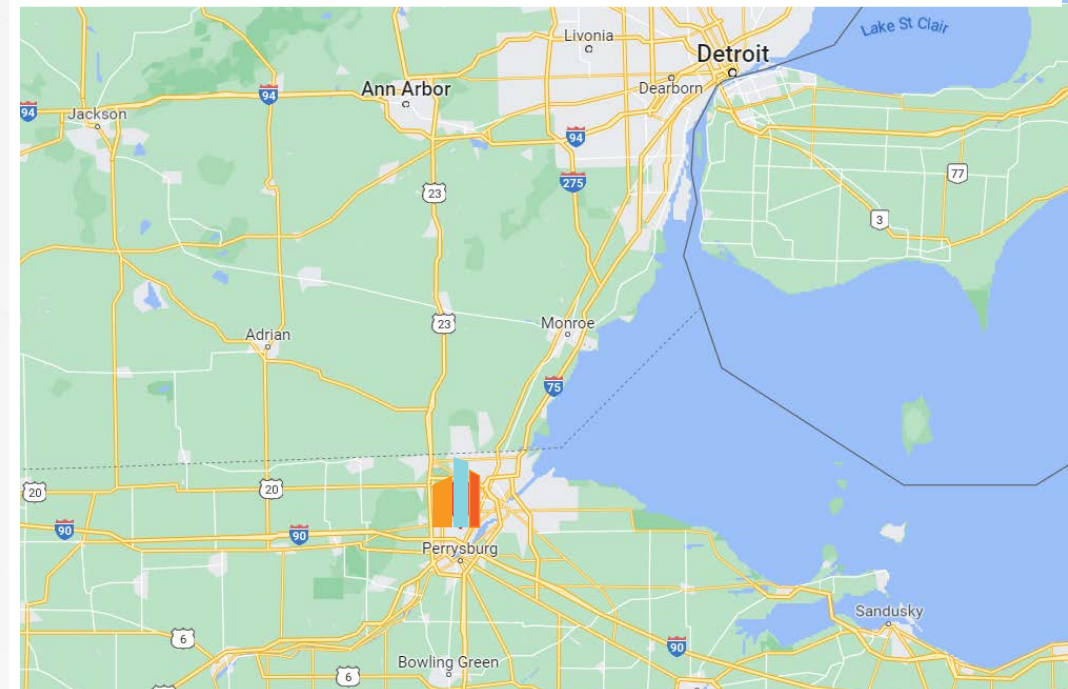 Lake St Clair
Livonia
Detroit
Dearborn
Ann Arbor
94
94
Jackson
94
275
77
23
3
23
Monroe
Adrian
75
20
20
90
90
Perrysburg
Sandusky
6
90
Bowling Green
6